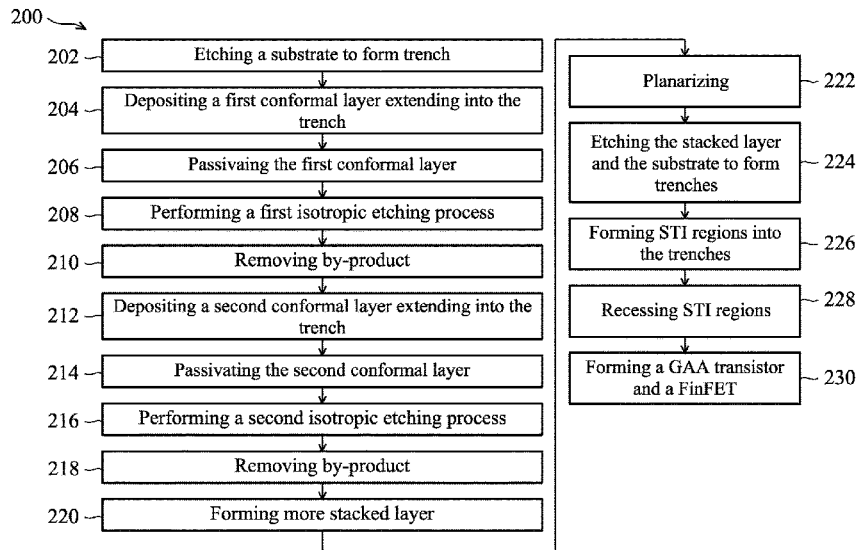 200
202
Etching a substrate to form trench
204
Depositing a first conformal layer extending into the
trench
206
Passivaing the first conformal layer
208
Performing a first isotropic etching process
210
Removing by-product
212
Depositing a second conformal layer extending into the
trench
214
Passivating the second conformal layer
216
Performing a second isotropic etching process
218
Removing by-product
220
Forming more stacked layer
Planarizing
222
Etching the stacked layer
and the substrate to form
trenches
224
Forming STI regions into
the trenches
226
Recessing STI regions
228
Forming a GAA transistor
and a FinFET
230